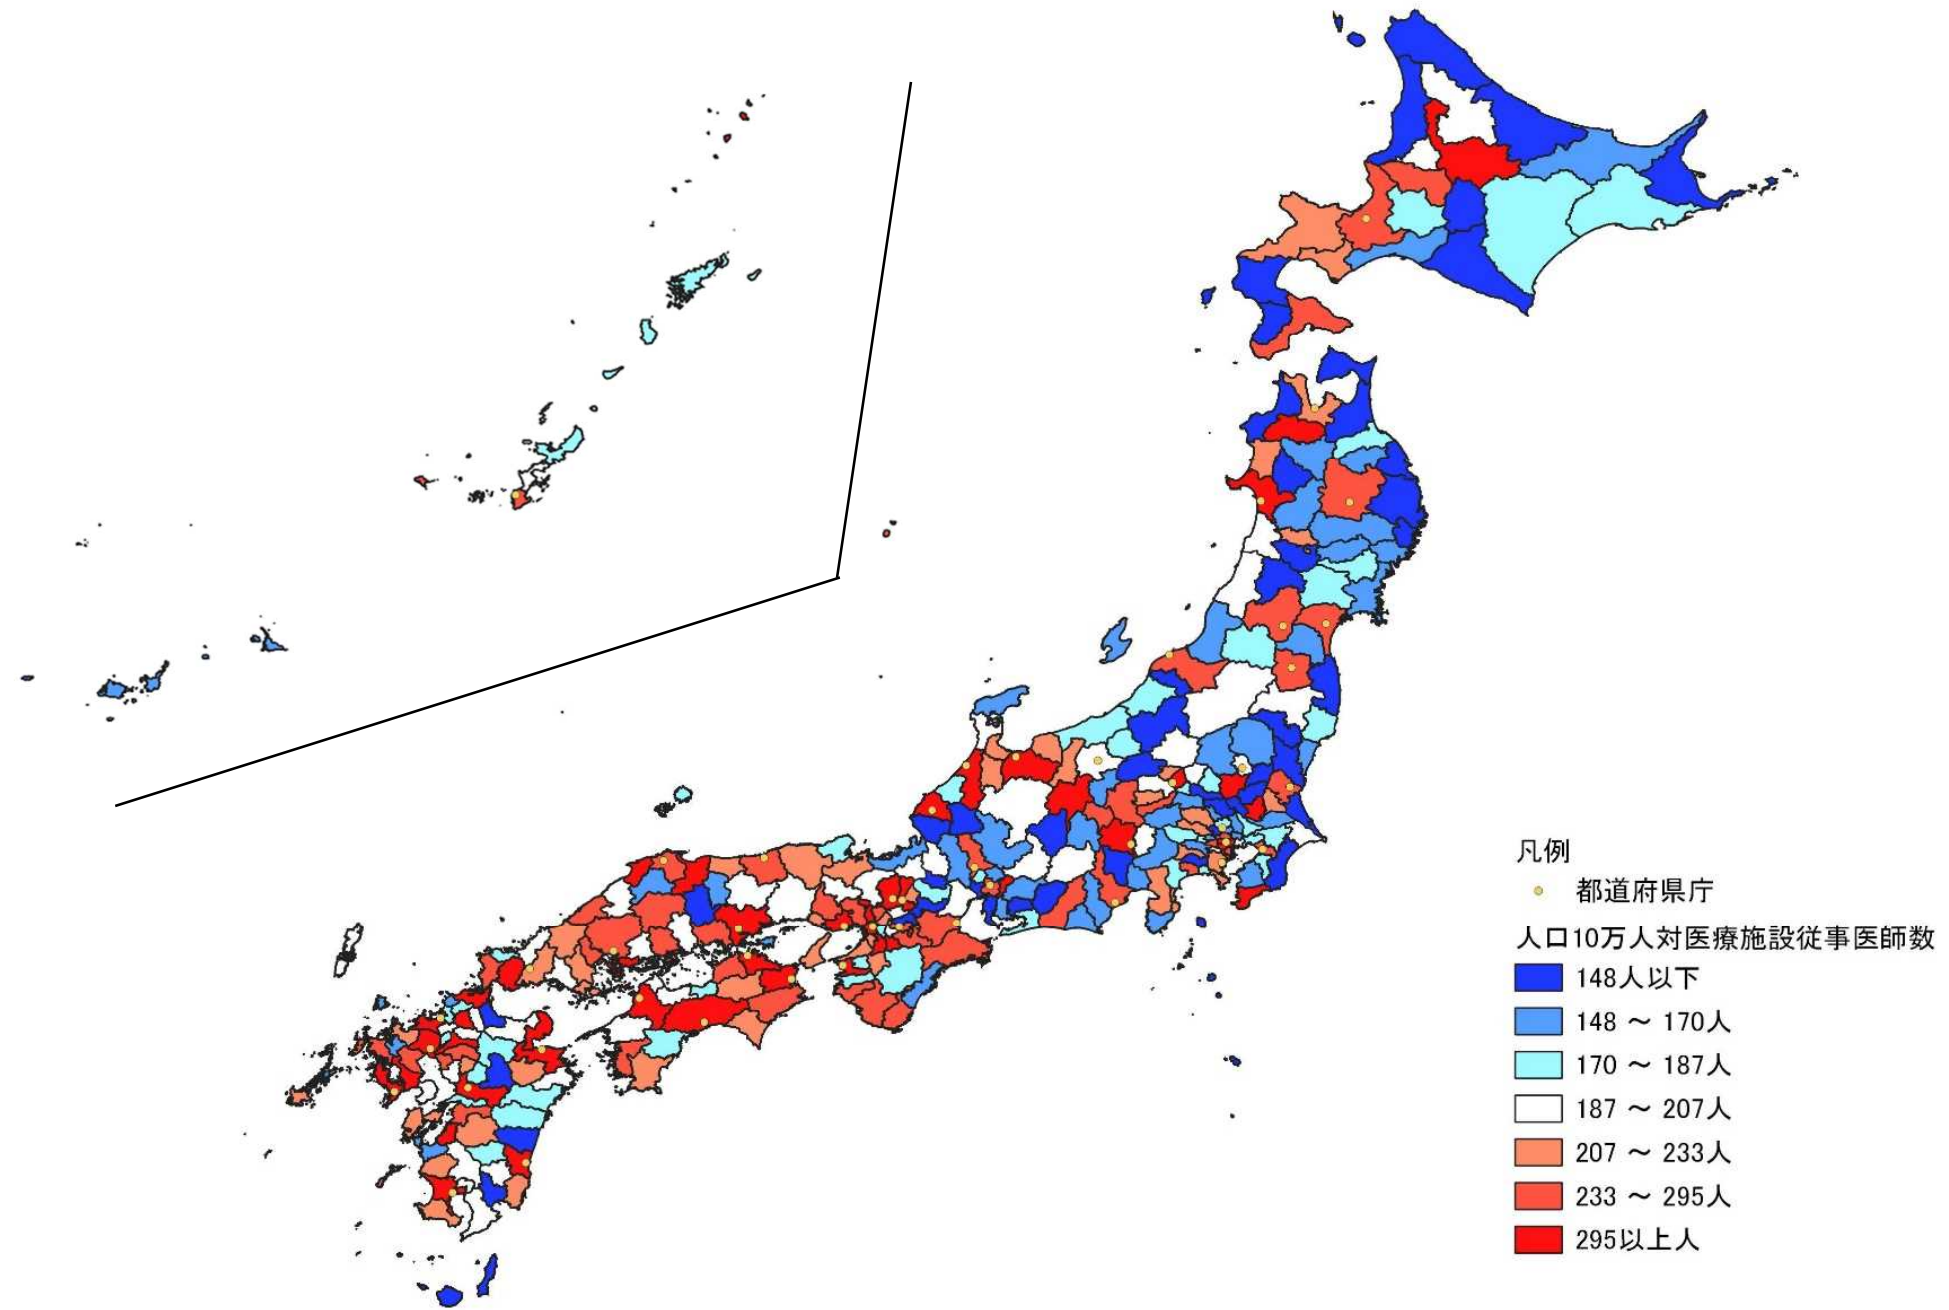 凡例
都道府県庁
人口10万人対医療施設従事医師数
148人以下
148 ～ 170人
170 ～ 187人
187 ～ 207人
207 ～ 233人
233 ～ 295人
295以上人